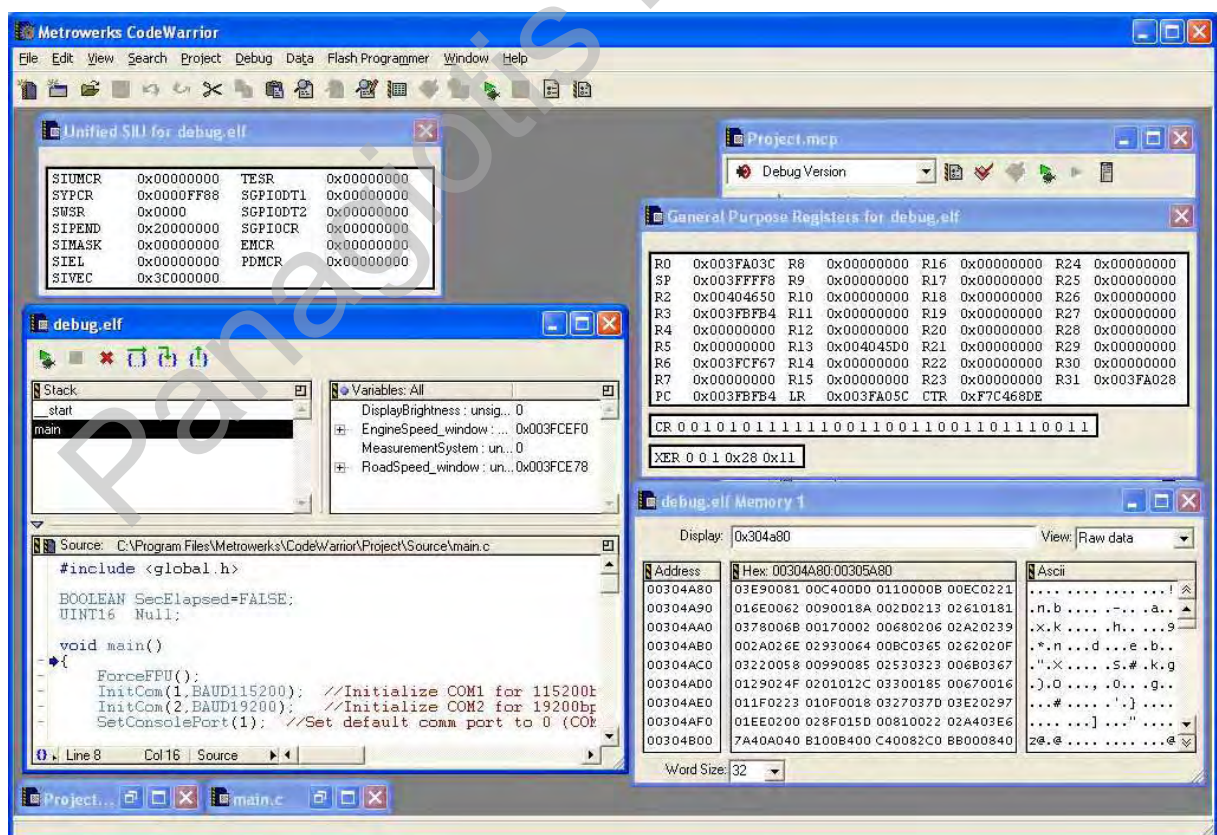 Metrowerks CodeWarrior
File Edit View Search Project Debug Data Flash Programmer Window Help
Unified SIU for debug.elf
SIUMCR 0x00000000 TESR 0x00000000
SYPCR 0x0000FF88 SGPIODT1 0x00000000
SWSR 0x0000 SGPIODT2 0x00000000
SIPEND 0x20000000 SGPIOCR 0x00000000
SIMASK 0x00000000 EMCR 0x00000000
SIEL 0x00000000 PDMCR 0x00000000
SIVEC 0x3C000000
Project.mcp
Debug Version
General Purpose Registers for debug.elf
R0 0x003FA03C R8 0x00000000 R16 0x00000000 R24 0x00000000
SP 0x003FFFF8 R9 0x00000000 R17 0x00000000 R25 0x00000000
R2 0x00404650 R10 0x00000000 R18 0x00000000 R26 0x00000000
R3 0x003FBFB4 R11 0x00000000 R19 0x00000000 R27 0x00000000
R4 0x00000000 R12 0x00000000 R20 0x00000000 R28 0x00000000
R5 0x00000000 R13 0x004045D0 R21 0x00000000 R29 0x00000000
R6 0x003FCF67 R14 0x00000000 R22 0x00000000 R30 0x00000000
R7 0x00000000 R15 0x00000000 R23 0x00000000 R31 0x003FA028
PC 0x003FBFB4 LR 0x003FA05C CTR 0xF7C468DE
CR 0 0 1 0 1 0 1 1 1 1 1 1 0 0 1 1 0 0 1 1 0 0 1 1 0 1 1 1 0 0 1 1
XER 0 0 1 0x28 0x11
debug.elf
Stack
__start
main
Variables: All
DisplayBrightness : unsig... 0
EngineSpeed_window : ... 0x003FCEF0
MeasurementSystem : un... 0
RoadSpeed_window : un... 0x003FCE78
Source: C:\Program Files\Metrowerks\CodeWarrior\Project\Source\main.c
#include <global.h>
BOOLEAN SecElapsed=FALSE;
UINT16 Null;
void main()
{
ForceFPU();
InitCom(1,BAUD115200); //Initialize COM1 for 115200b
InitCom(2,BAUD19200); //Initialize COM2 for 19200bp
SetConsolePort(1); //Set default comm port to 0 (COM
Line 8 Col 16 Source
debug.elf Memory 1
Display: 0x304a80 View: Raw data
Address Hex: 00304A80:00305A80 Ascii
00304A80 03E90081 00C400D0 0110000B 00EC0221 .... .... .... ...!
00304A90 016E0062 0090018A 002D0213 02610181 .n.b .... .-.. .a..
00304AA0 0378006B 00170002 00680206 02A20239 .x.k .... .h.. ...9
00304AB0 002A026E 02930064 00BC0365 0262020F .*.n ...d ...e .b..
00304AC0 03220058 00990085 02530323 006B0367 .".X .... .S.# .k.g
00304AD0 0129024F 0201012C 03300185 00670016 .).O ..., .0.. .g..
00304AE0 011F0223 010F0018 0327037D 03E20297 ...# .... .'.} ....
00304AF0 01EE0200 028F015D 00810022 02A403E6 .... ...] ..." ....
00304B00 7A40A040 B100B400 C40082C0 BB000840 z@.@ .... .... ...@
Word Size: 32
Project... main.c
Panagiotis